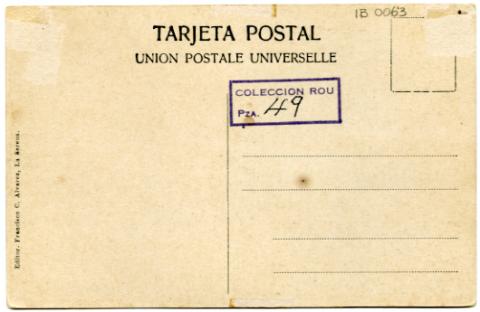 IB 0063
TARJETA POSTAL
UNION POSTALE UNIVERSELLE
COLECCION ROU
PZA. 49
Editor. Francisco C. Alvarez, La Serena.